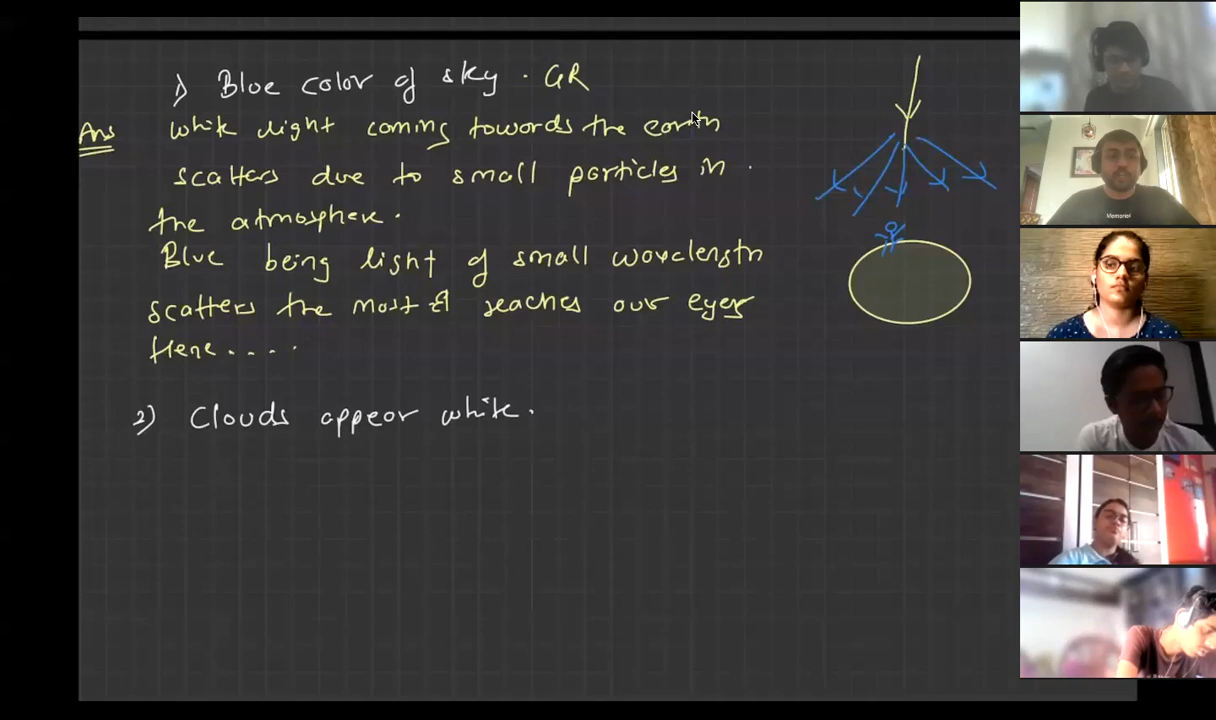 1) Blue color of sky. GR
Ans White light coming towards the earth
scatters due to small particles in
the atmosphere.
Blue being light of small wavelength
scatters the most & reaches our eyes
Hence....
2) Clouds appear white.